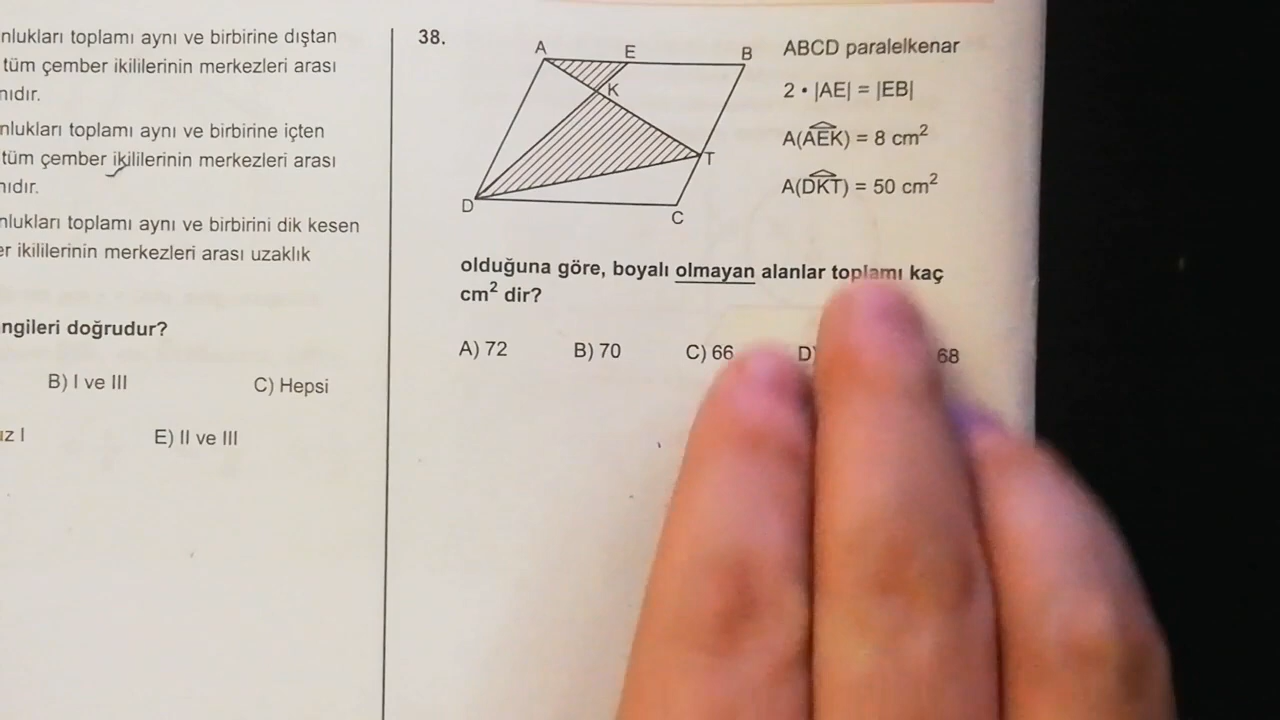 nlukları toplamı aynı ve birbirine dıştan
tüm çember ikililerinin merkezleri arası
nıdır.
nlukları toplamı aynı ve birbirine içten
tüm çember ikililerinin merkezleri arası
nıdır.
nlukları toplamı aynı ve birbirini dik kesen
er ikililerinin merkezleri arası uzaklık
ngileri doğrudur?
B) I ve III
C) Hepsi
ız I
E) II ve III
38.
A
E
B
K
T
D
C
ABCD paralelkenar
2 • |AE| = |EB|
A(AEK) = 8 cm²
A(DKT) = 50 cm²
olduğuna göre, boyalı olmayan alanlar toplamı kaç
cm² dir?
A) 72
B) 70
C) 66
D)
68